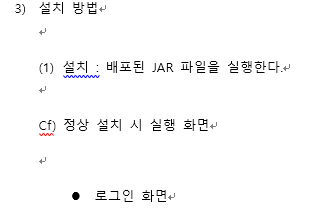 3) 설치 방법
(1) 설치 : 배포된 JAR 파일을 실행한다.
Cf) 정상 설치 시 실행 화면
● 로그인 화면